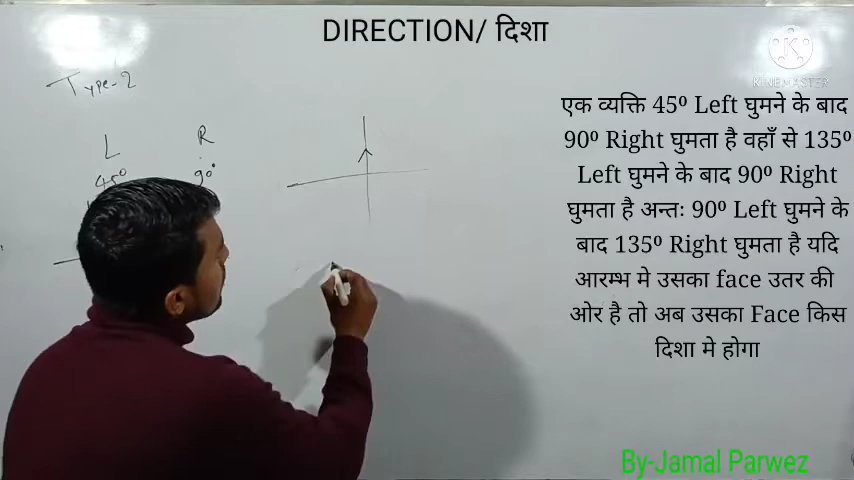 DIRECTION/ दिशा
KINEMASTER
Type-2
L R
45° 90°
एक व्यक्ति 45⁰ Left घुमने के बाद
90⁰ Right घुमता है वहाँ से 135⁰
Left घुमने के बाद 90⁰ Right
घुमता है अन्तः 90⁰ Left घुमने के
बाद 135⁰ Right घुमता है यदि
आरम्भ मे उसका face उतर की
ओर है तो अब उसका Face किस
दिशा मे होगा
By-Jamal Parwez